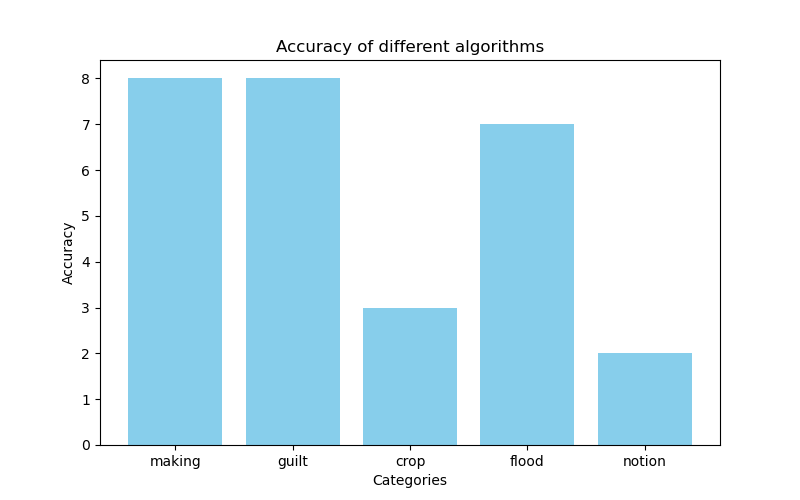 Accuracy of different algorithms
Accuracy
8
7
6
5
4
3
2
1
0
making guilt crop flood notion
Categories